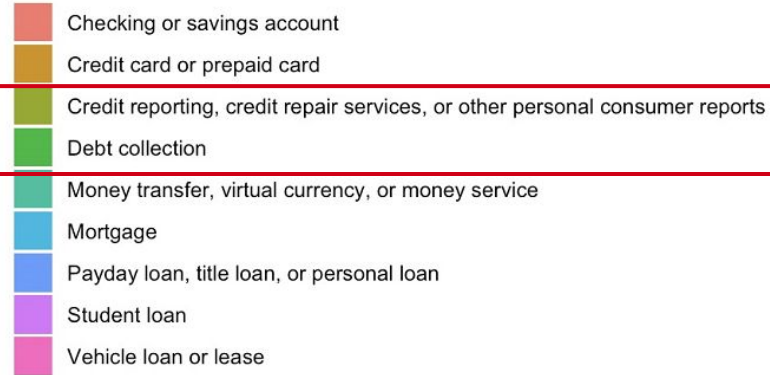 Checking or savings account
Credit card or prepaid card
Credit reporting, credit repair services, or other personal consumer reports
Debt collection
Money transfer, virtual currency, or money service
Mortgage
Payday loan, title loan, or personal loan
Student loan
Vehicle loan or lease